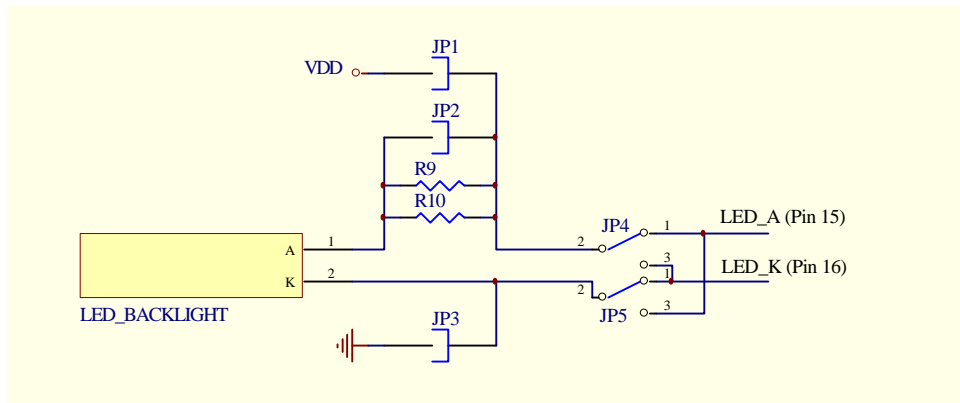 JP1
VDD
JP2
R9
R10
LED_A (Pin 15)
JP4
1
2
A
1
3
LED_K (Pin 16)
1
K
2
2
JP5
3
LED_BACKLIGHT
JP3